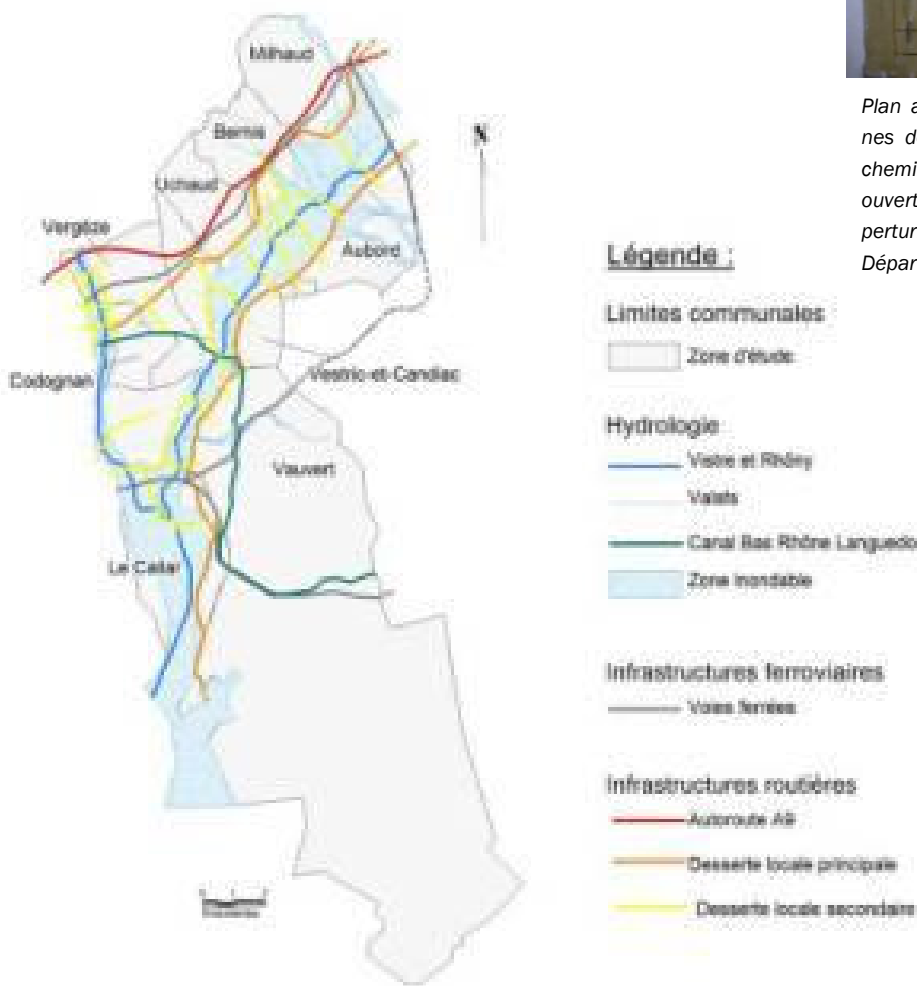 Milhaud
Bernis
Uchaud
Vergèze
Aubord
Codognan
Vestric-et-Candiac
Vauvert
Le Cailar
N
Plan a
nes d
chemi
ouvert
pertur
Dépar
Légende :
Limites communales
Zone d'étude
Hydrologie
Vistre et Rhôny
Valats
Canal Bas Rhône Languedo
Zone inondable
Infrastructures ferroviaires
Voies ferrées
Infrastructures routières
Autoroute A9
Desserte locale principale
Desserte locale secondaire